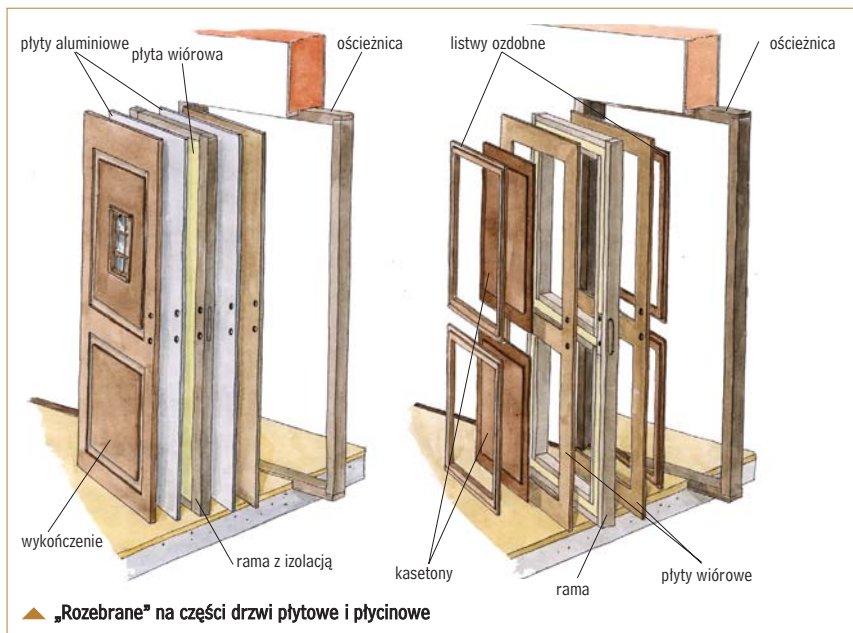 płyty aluminiowe
płyta wiórowa
ościeżnica
wykończenie
rama z izolacją
listwy ozdobne
ościeżnica
kasetony
rama
płyty wiórowe
„Rozebrane” na części drzwi płytowe i płycinowe